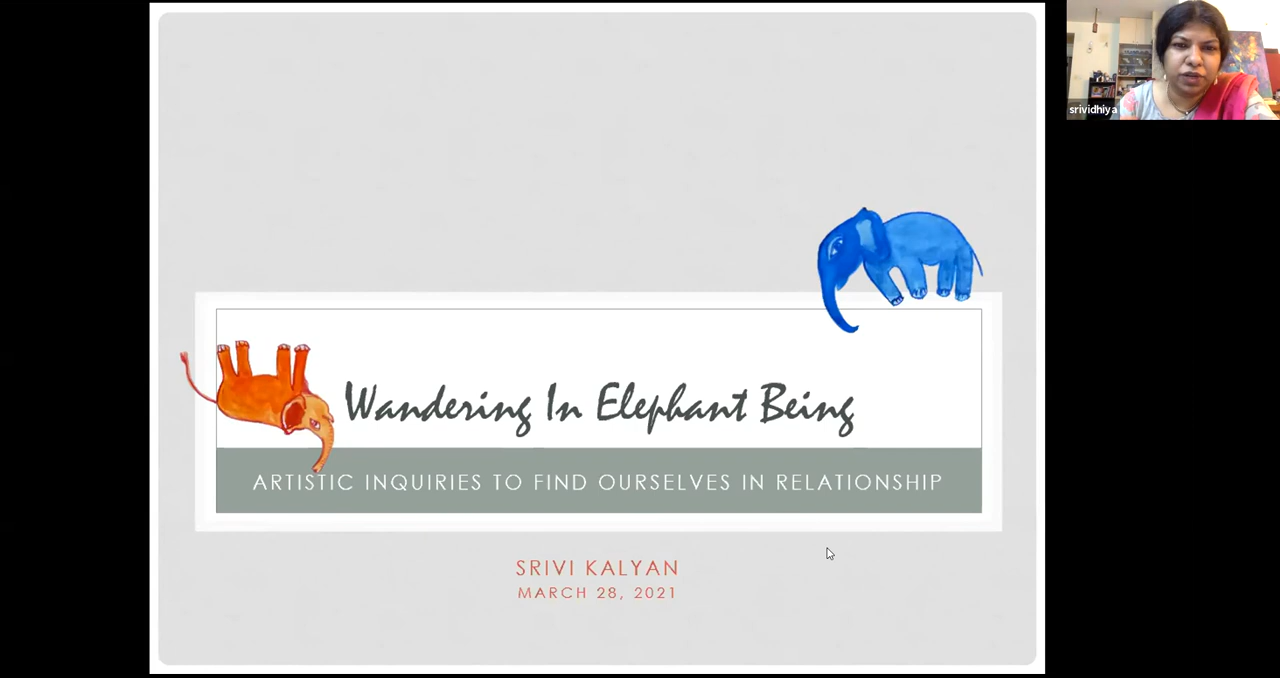 srividhiya
Wandering In Elephant Being
ARTISTIC INQUIRIES TO FIND OURSELVES IN RELATIONSHIP
SRIVI KALYAN
MARCH 28, 2021